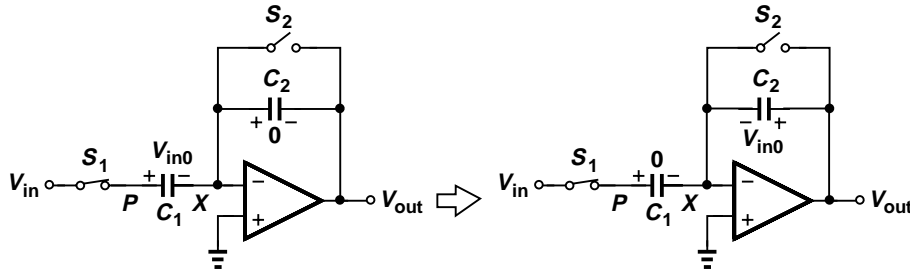 S2
C2
+ 0 −
Vin
S1
+ Vin0 −
P
C1
X
−
+
Vout
S2
C2
− +
Vin0
Vin
S1
0
+ −
P
C1
X
−
+
Vout